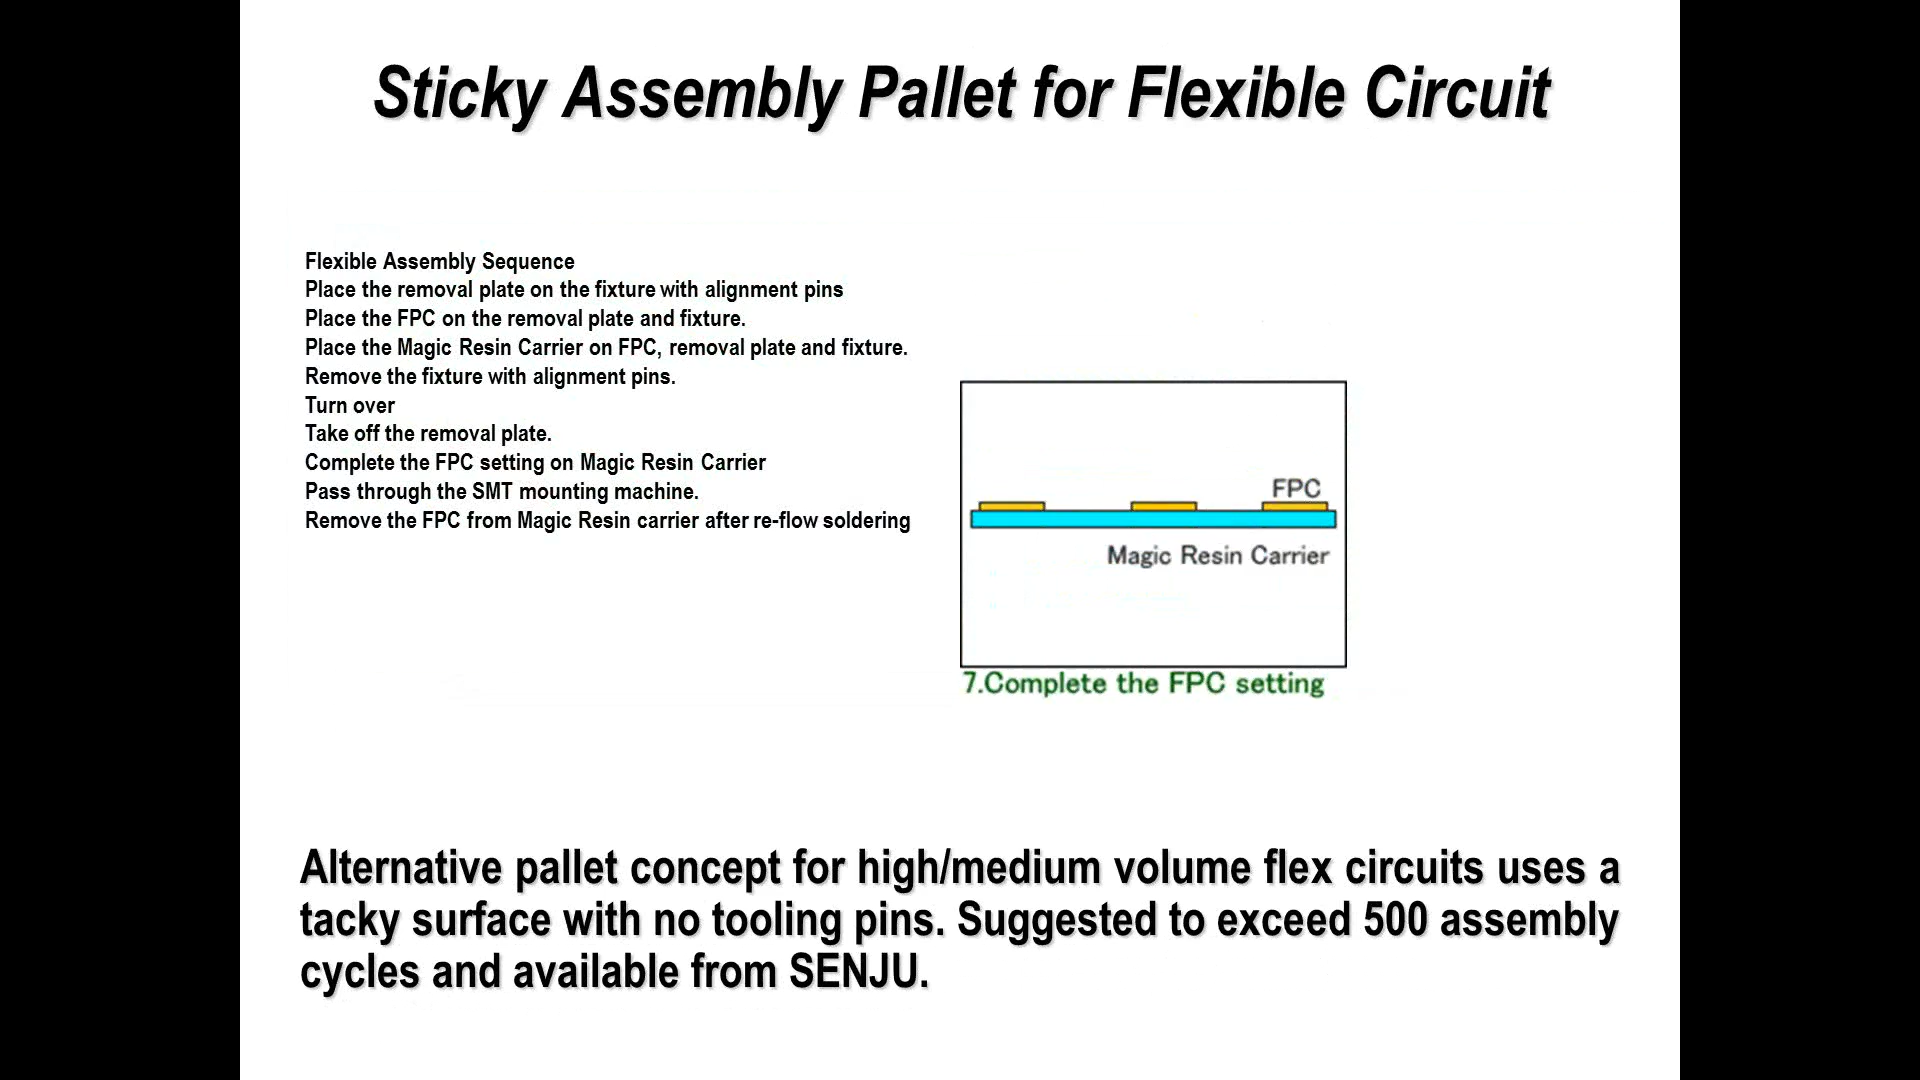 Sticky Assembly Pallet for Flexible Circuit
Flexible Assembly Sequence
Place the removal plate on the fixture with alignment pins
Place the FPC on the removal plate and fixture.
Place the Magic Resin Carrier on FPC, removal plate and fixture.
Remove the fixture with alignment pins.
Turn over
Take off the removal plate.
Complete the FPC setting on Magic Resin Carrier
Pass through the SMT mounting machine.
Remove the FPC from Magic Resin carrier after re-flow soldering
FPC
Magic Resin Carrier
7.Complete the FPC setting
Alternative pallet concept for high/medium volume flex circuits uses a
tacky surface with no tooling pins. Suggested to exceed 500 assembly
cycles and available from SENJU.